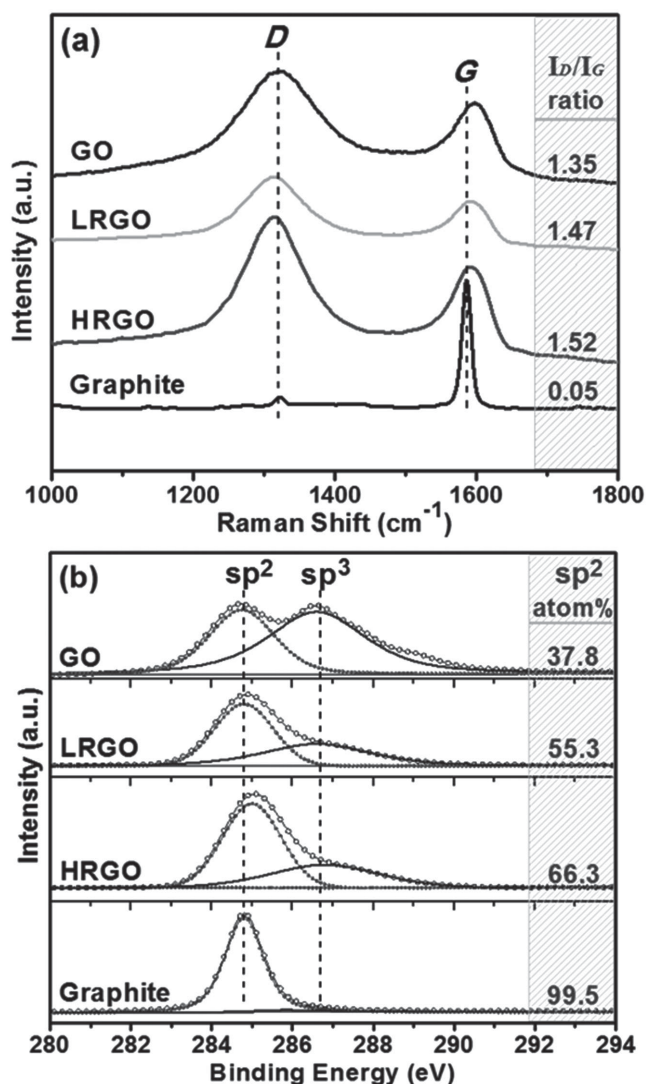 (a)
D
G
I_D/I_G
ratio
GO
1.35
LRGO
1.47
HRGO
1.52
Graphite
0.05
Intensity (a.u.)
1000 1200 1400 1600 1800
Raman Shift (cm⁻¹)
(b)
sp²
sp³
sp²
atom%
GO
37.8
LRGO
55.3
HRGO
66.3
Graphite
99.5
Intensity (a.u.)
280 282 284 286 288 290 292 294
Binding Energy (eV)